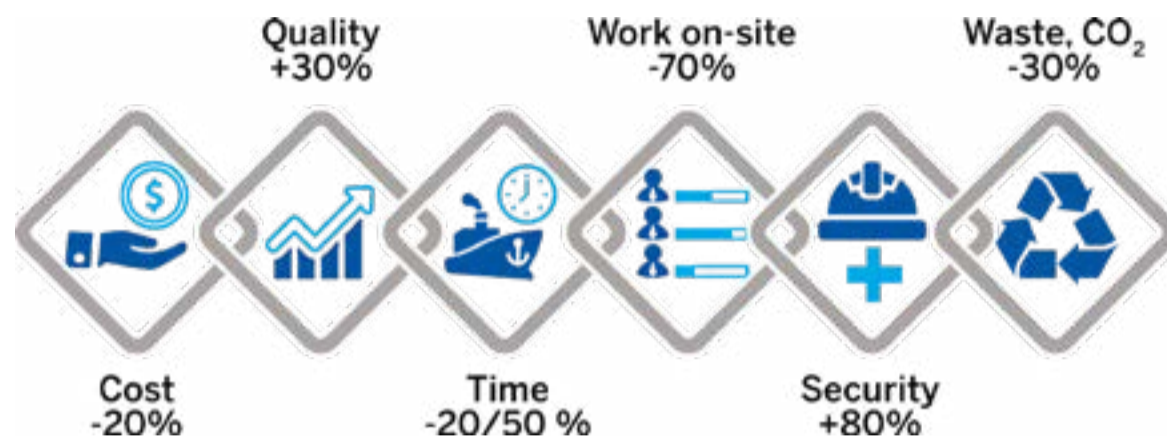 Quality
+30%
Work on-site
-70%
Waste, CO₂
-30%
$
Cost
-20%
Time
-20/50 %
Security
+80%